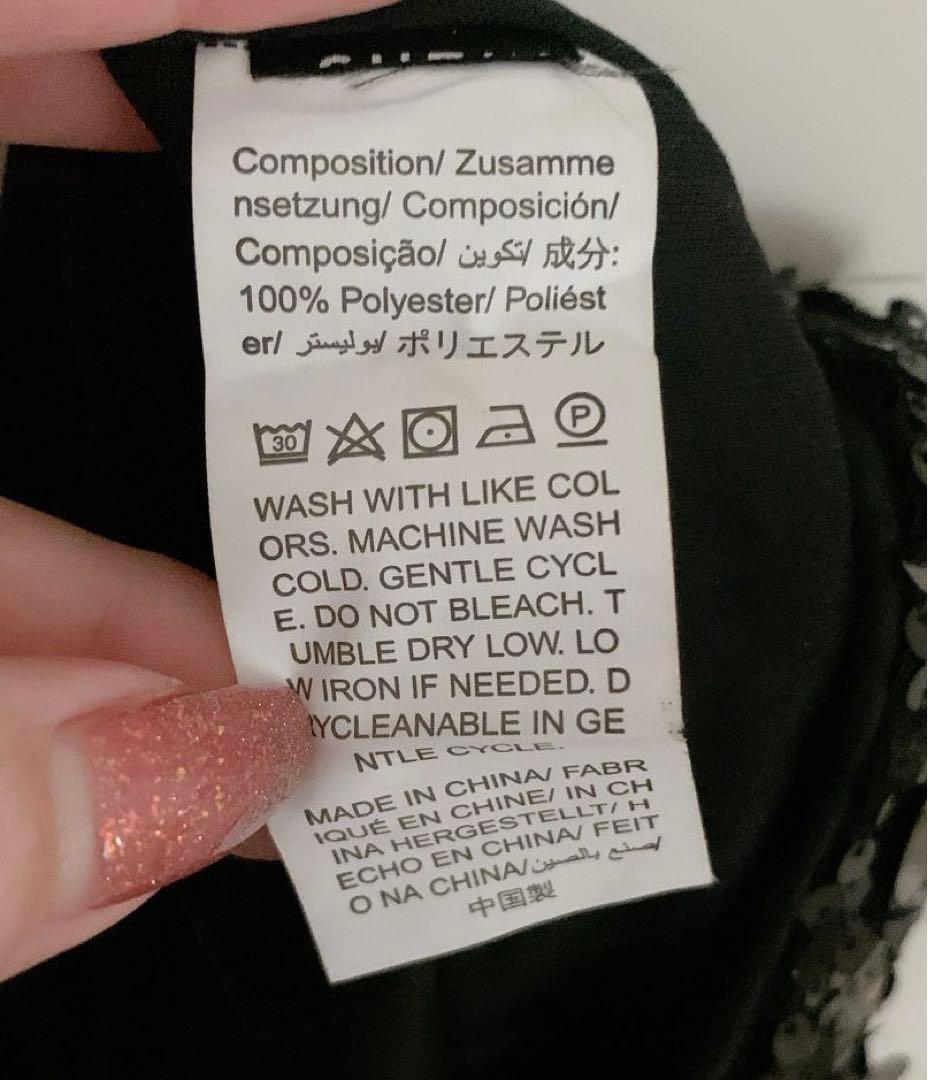 Composition/ Zusamme
nsetzung/ Composición/
Composição/ تكوين/ 成分:
100% Polyester/ Poliést
er/ بوليستر/ ポリエステル
30 P
WASH WITH LIKE COL
ORS. MACHINE WASH
COLD. GENTLE CYCL
E. DO NOT BLEACH. T
UMBLE DRY LOW. LO
W IRON IF NEEDED. D
RYCLEANABLE IN GE
NTLE CYCLE.
MADE IN CHINA/ FABR
IQUÉ EN CHINE/ IN CH
INA HERGESTELLT/ H
ECHO EN CHINA/ FEIT
O NA CHINA/ صنع بالصين/
中国製